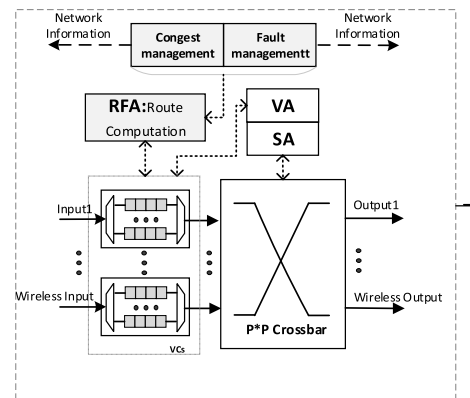 Network
Information
Congest
management
Fault
managementt
Network
Information
RFA:Route
Computation
VA
SA
Input1
Output1
Wireless Input
Wireless Output
P*P Crossbar
VCs